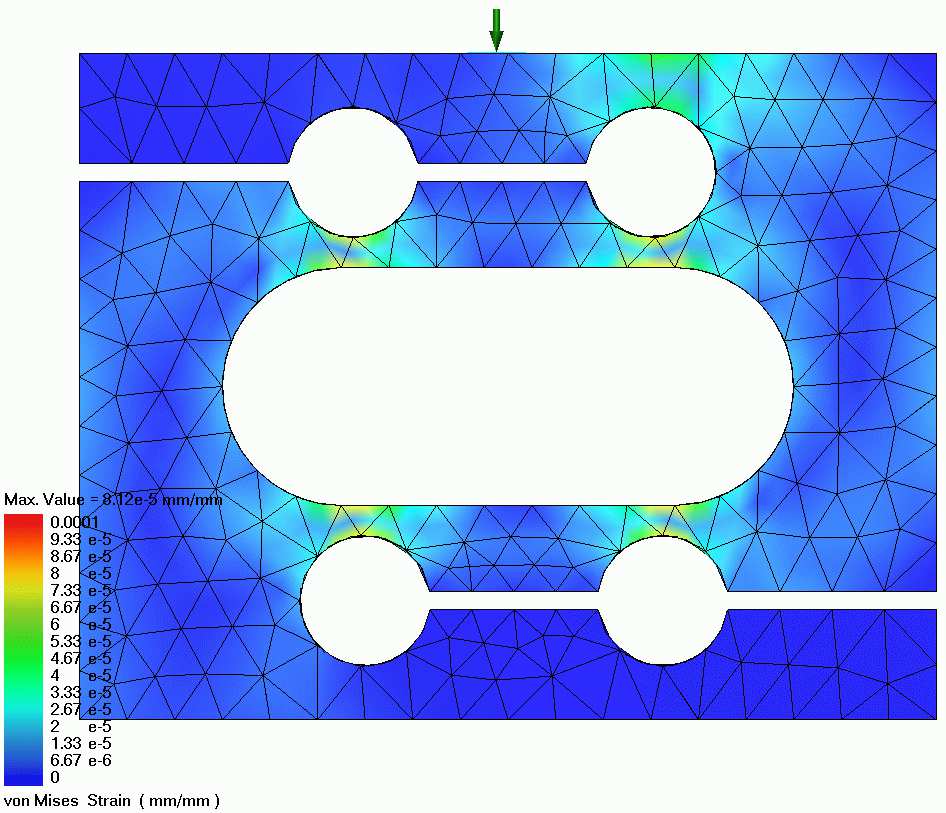 Max. Value = 8.12e-5 mm/mm
0.0001
9.33 e-5
8.67 e-5
8 e-5
7.33 e-5
6.67 e-5
6 e-5
5.33 e-5
4.67 e-5
4 e-5
3.33 e-5
2.67 e-5
2 e-5
1.33 e-5
6.67 e-6
0
von Mises Strain ( mm/mm )